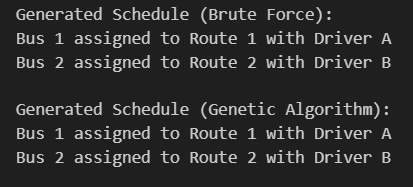 Generated Schedule (Brute Force):
Bus 1 assigned to Route 1 with Driver A
Bus 2 assigned to Route 2 with Driver B
Generated Schedule (Genetic Algorithm):
Bus 1 assigned to Route 1 with Driver A
Bus 2 assigned to Route 2 with Driver B